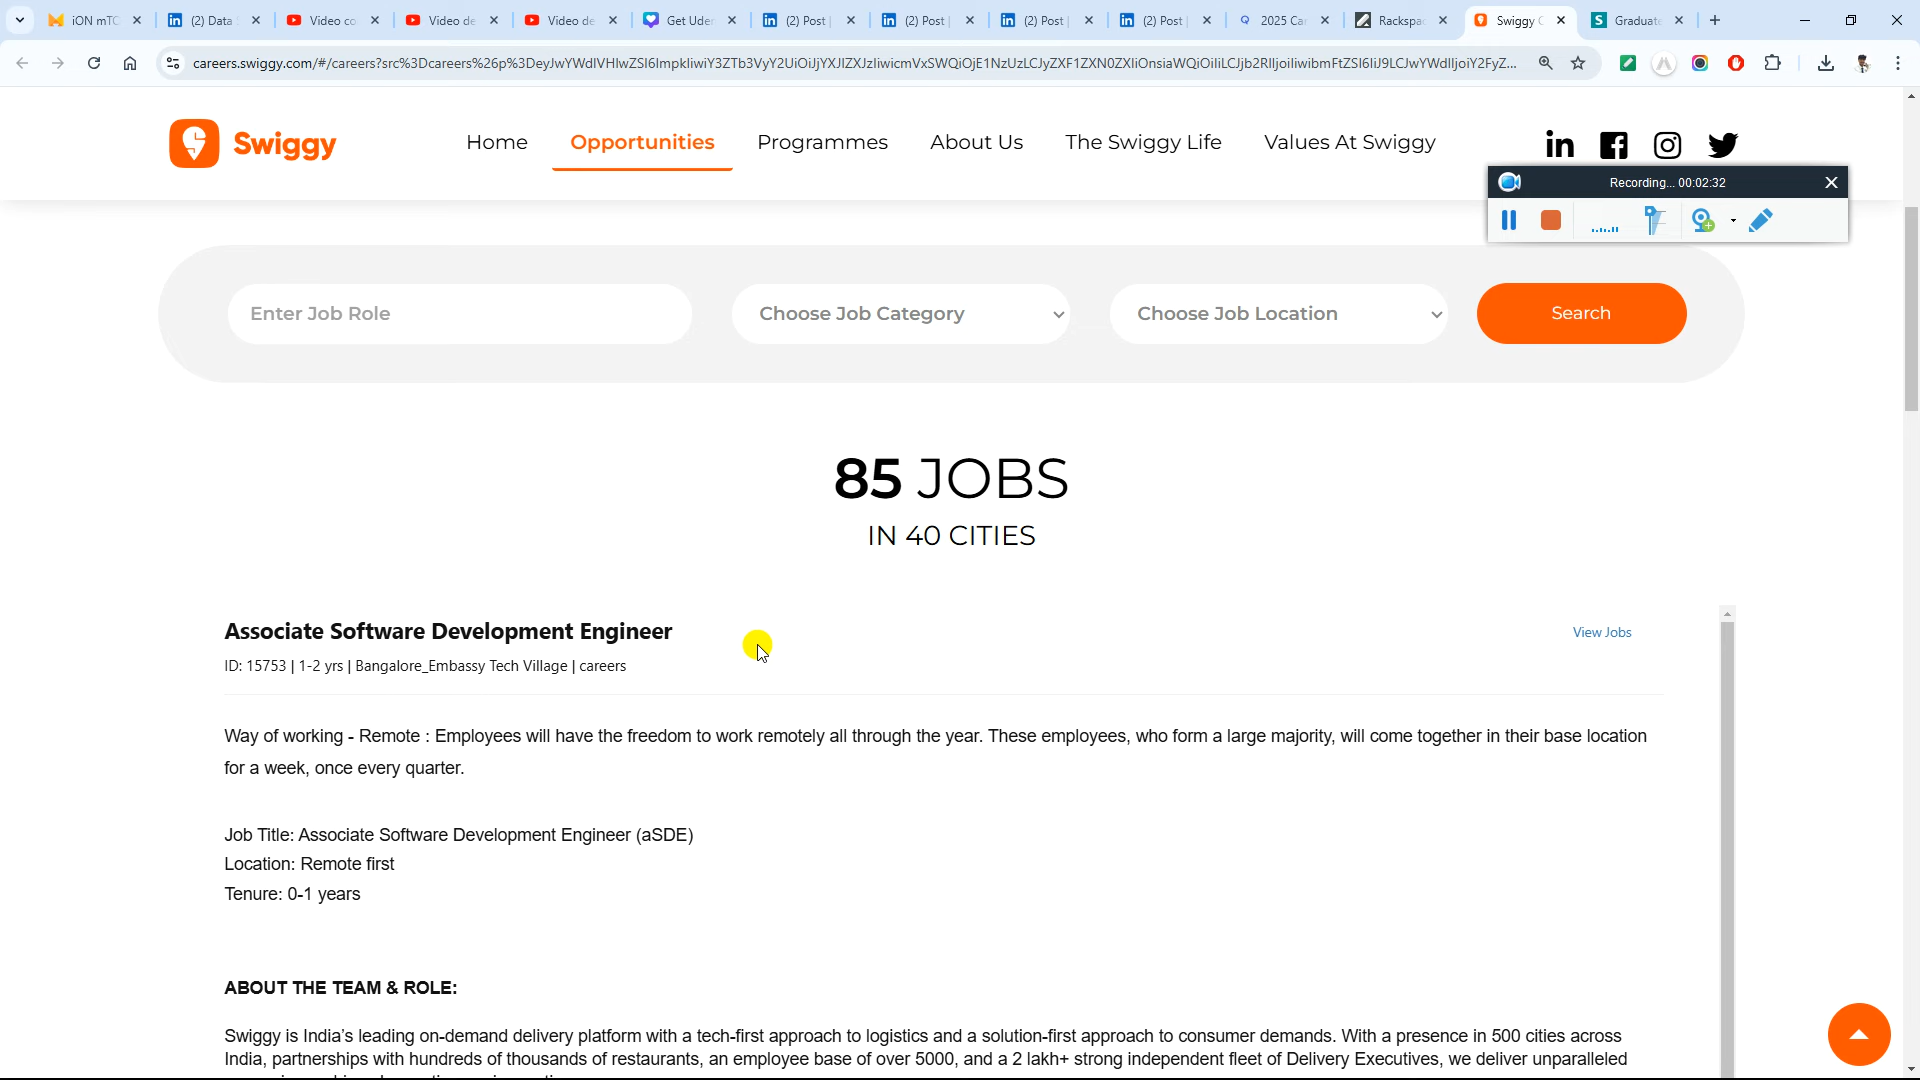 iON mTC
(2) Data
Video co
Video de
Video de
Get Uder
(2) Post |
(2) Post |
(2) Post |
(2) Post |
2025 Ca
Rackspa
Swiggy C
Graduat
careers.swiggy.com/#/careers?src%3Dcareers%26p%3D
Swiggy
Home
Opportunities
Programmes
About Us
The Swiggy Life
Values At Swiggy
Recording... 00:02:32
Enter Job Role
Choose Job Category
Choose Job Location
Search
85 JOBS
IN 40 CITIES
Associate Software Development Engineer
View Jobs
ID: 15753 | 1-2 yrs | Bangalore_Embassy Tech Village | careers
Way of working - Remote : Employees will have the freedom to work remotely all through the year. These employees, who form a large majority, will come together in their base location
for a week, once every quarter.
Job Title: Associate Software Development Engineer (aSDE)
Location: Remote first
Tenure: 0-1 years
ABOUT THE TEAM & ROLE:
Swiggy is India's leading on-demand delivery platform with a tech-first approach to logistics and a solution-first approach to consumer demands. With a presence in 500 cities across
India, partnerships with hundreds of thousands of restaurants, an employee base of over 5000, and a 2 lakh+ strong independent fleet of Delivery Executives, we deliver unparalleled